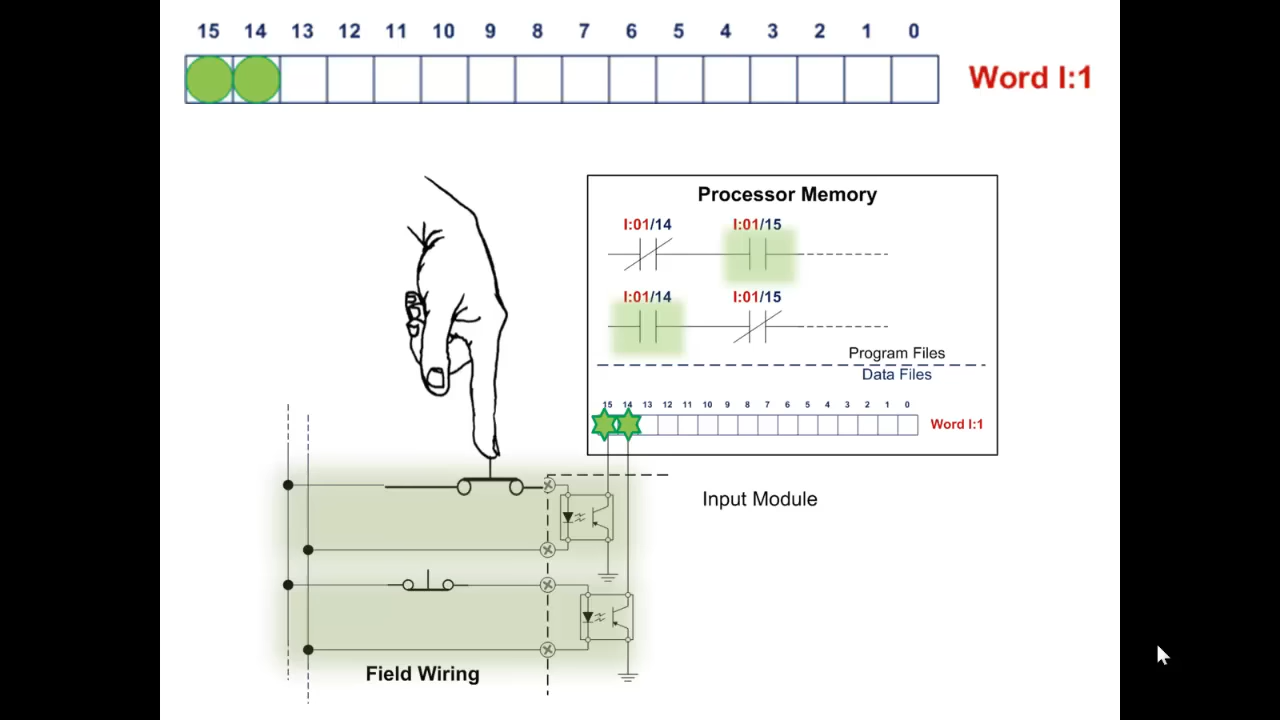 15 14 13 12 11 10 9 8 7 6 5 4 3 2 1 0
Word I:1
Processor Memory
I:01/14 I:01/15
I:01/14 I:01/15
Program Files
Data Files
15 14 13 12 11 10 9 8 7 6 5 4 3 2 1 0
Word I:1
Input Module
Field Wiring